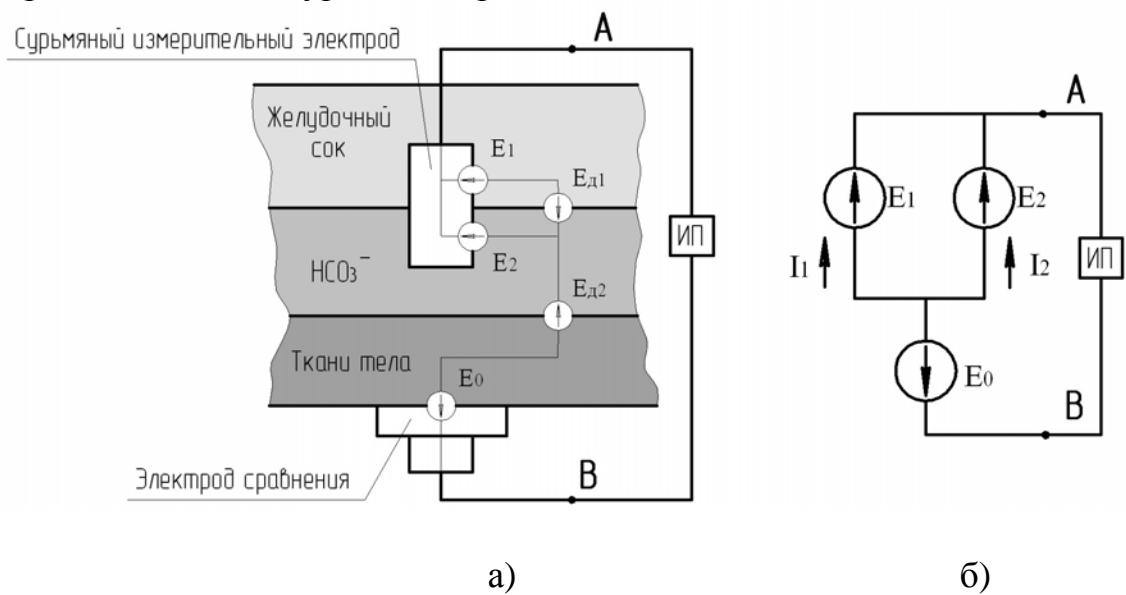 Сурьмяный измерительный электрод
А
Желудочный
сок
E1
Eд1
ИП
E2
HCO₃⁻
Eд2
Ткани тела
E0
Электрод сравнения
В
А
E1
E2
ИП
I1
I2
E0
В
а)
б)